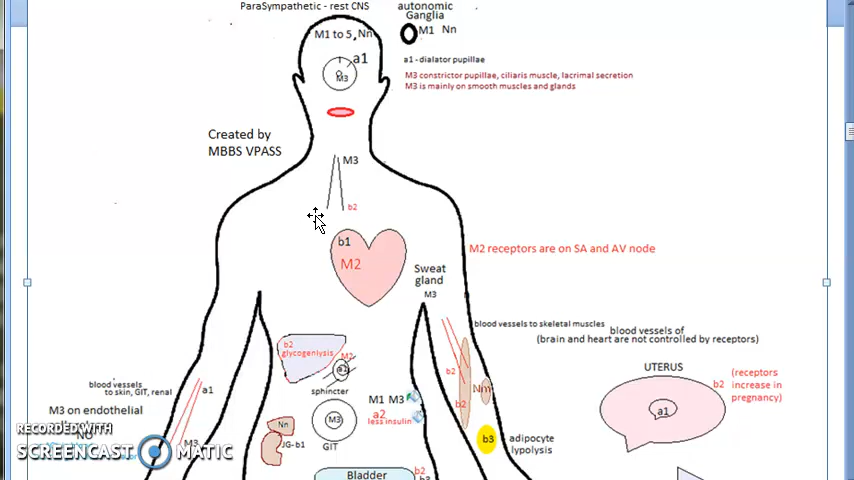 ParaSympathetic - rest CNS
autonomic
Ganglia
M1 to 5, Nn
M1 Nn
a1
M3
a1 - dialator pupillae
M3 constrictor pupillae, ciliaris muscle, lacrimal secretion
M3 is mainly on smooth muscles and glands
Created by
MBBS VPASS
M3
b2
b1
M2
M2 receptors are on SA and AV node
Sweat
gland
M3
blood vessels to skeletal muscles
blood vessels of
(brain and heart are not controlled by receptors)
b2
glycogenlysis
M2
a1
sphincter
b2
Nm
b2
UTERUS
b2
(receptors
increase in
pregnancy)
a1
blood vessels
to skin, GIT, renal
a1
M3 on endothelial
NO
M3
M1 M3
a2
less insulin
M3
GIT
Nn
JG- b1
b3
adipocyte
lypolysis
Bladder
b2
b3
RECORDED WITH
SCREENCAST MATIC